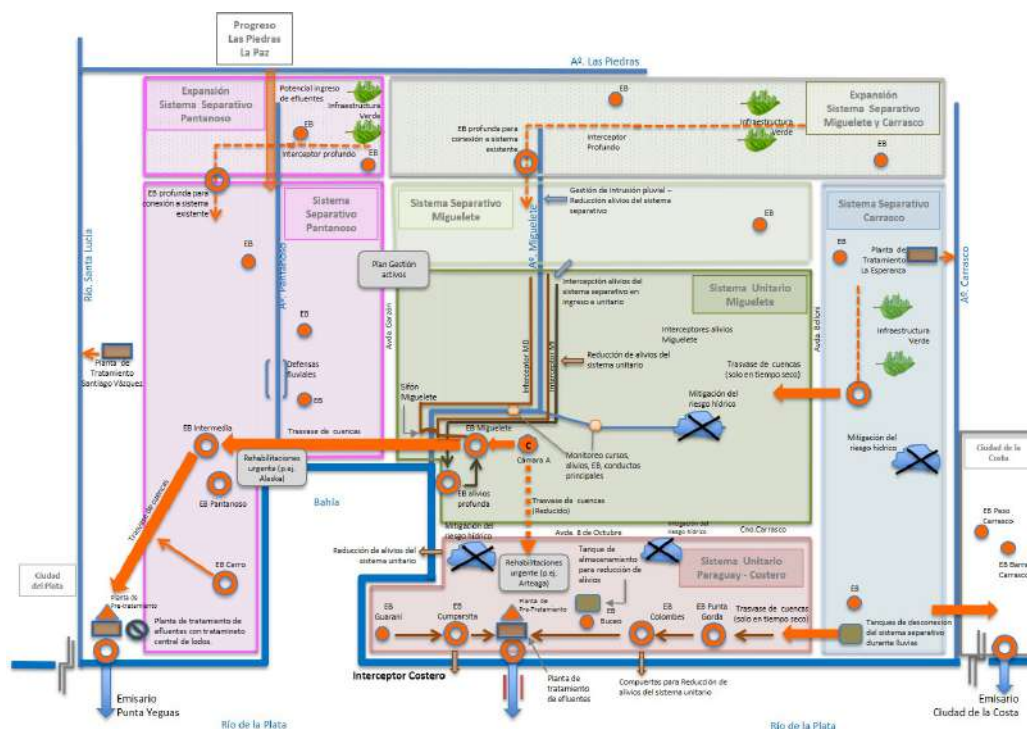 Progreso
Las Piedras
La Paz
Aº. Las Piedras
Expansión
Sistema Separativo
Pantanoso
Potencial ingreso
de efluentes
EB
Infraestructura
Verde
EB
Interceptor profundo
EB
EB profunda para
conexión a sistema
existente
EB
EB profunda para
conexión a sistema
existente
Interceptor
Profundo
Infraestructura
Verde
Expansión
Sistema Separativo
Miguelete y Carrasco
EB
Río. Santa Lucía
Sistema
Separativo
Pantanoso
Aº. Pantanoso
EB
EB
Defensas
fluviales
EB
Planta de
Tratamiento
Santiago Vázquez
Sistema Separativo
Miguelete
Aº. Miguelete
Gestión de Intrusión pluvial –
Reducción alivios del sistema
separativo
EB
Plan Gestión
activos
Avda. Garzón
Intercepción alivios del
sistema separativo en
ingreso a unitario
Sistema Unitario
Miguelete
Interceptor MD
Interceptor MI
Interceptores alivios
Miguelete
Reducción de alivios del
sistema unitario
Avda. Belloni
Trasvase de cuencas
(solo en tiempo seco)
Sistema Separativo
Carrasco
EB
Planta de
Tratamiento
La Esperanza
Aº. Carrasco
Infraestructura
Verde
Sifón
Miguelete
Mitigación del
riesgo hídrico
Mitigación del
riesgo hídrico
Trasvase de cuencas
EB Intermedia
EB Miguelete
C
Cámara A
Monitoreo cursos,
alivios, EB, conductos
principales
Rehabilitaciones
urgente (p.ej.
Alaska)
EB Pantanoso
Bahía
EB alivios
profunda
Trasvase de cuencas
(Reducido)
Avda. 8 de Octubre
Cno.Carrasco
Trasvase de cuencas
EB Cerro
Mitigación del
riesgo hídrico
Mitigación del
riesgo hídrico
Reducción de alivios del
sistema unitario
Rehabilitaciones
urgente (p.ej.
Arteaga)
Tanque de
almacenamiento
para reducción de
alivios
Sistema Unitario
Paraguay - Costero
Ciudad de la
Costa
EB Paso
Carrasco
EB Barra
Carrasco
Ciudad
del Plata
Planta de
Pre-tratamiento
Planta de tratamiento de
efluentes con tratamineto
central de lodos.
EB
Guaraní
EB
Cumparsita
Planta de
Pre-Tratamiento
EB
Buceo
EB
Colombes
EB Punta
Gorda
Trasvase de cuencas
(solo en tiempo seco)
EB
Tanques de desconexión
del sistema separativo
durante lluvias
Interceptor Costero
Planta de
tratamiento
de efluentes
Compuertas para Reducción de
alivios del sistema unitario
Emisario
Punta Yeguas
Emisario
Ciudad de la Costa
Río de la Plata
Río de la Plata